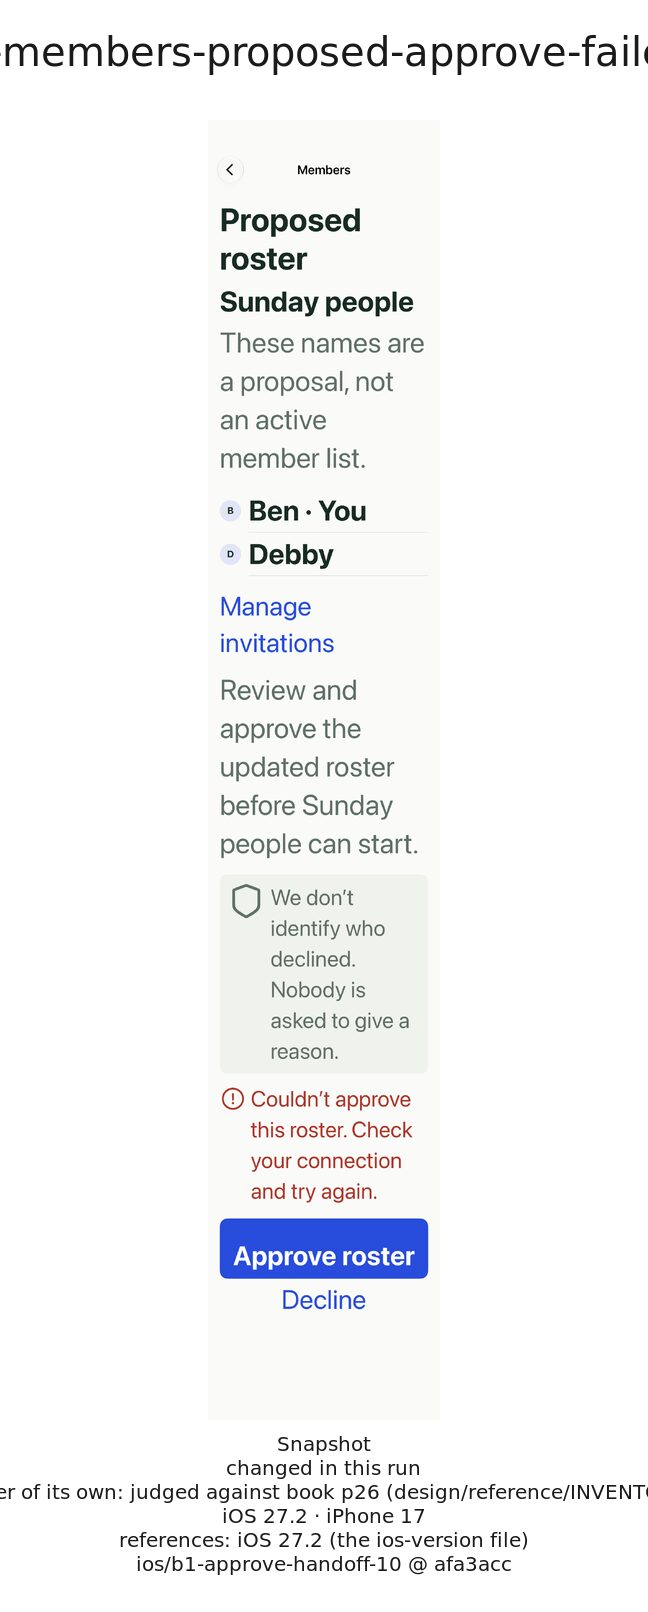 -members-proposed-approve-faile
Members
Proposed
roster
Sunday people
These names are
a proposal, not
an active
member list.
B Ben · You
D Debby
Manage
invitations
Review and
approve the
updated roster
before Sunday
people can start.
We don’t
identify who
declined.
Nobody is
asked to give a
reason.
Couldn’t approve
this roster. Check
your connection
and try again.
Approve roster
Decline
Snapshot
changed in this run
er of its own: judged against book p26 (design/reference/INVENTO
iOS 27.2 · iPhone 17
references: iOS 27.2 (the ios-version file)
ios/b1-approve-handoff-10 @ afa3acc